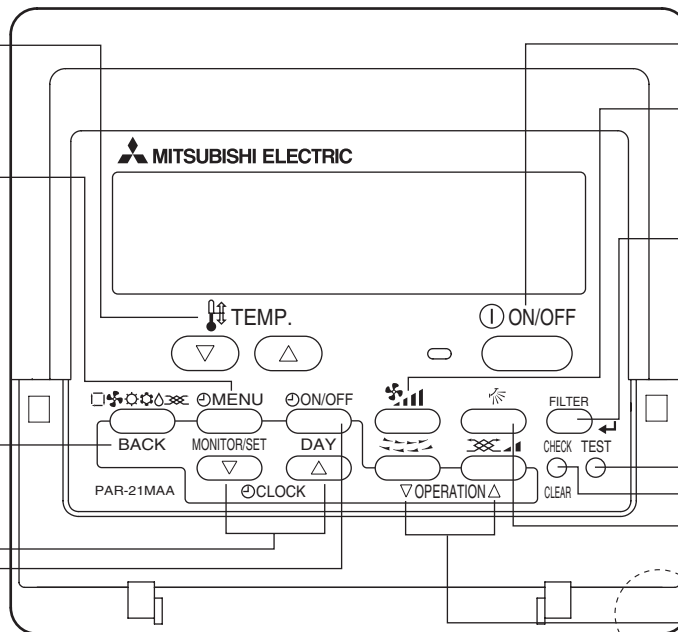 MITSUBISHI ELECTRIC
TEMP. ON/OFF
MENU ON/OFF FILTER
BACK MONITOR/SET DAY CHECK TEST
PAR-21MAA CLOCK OPERATION CLEAR